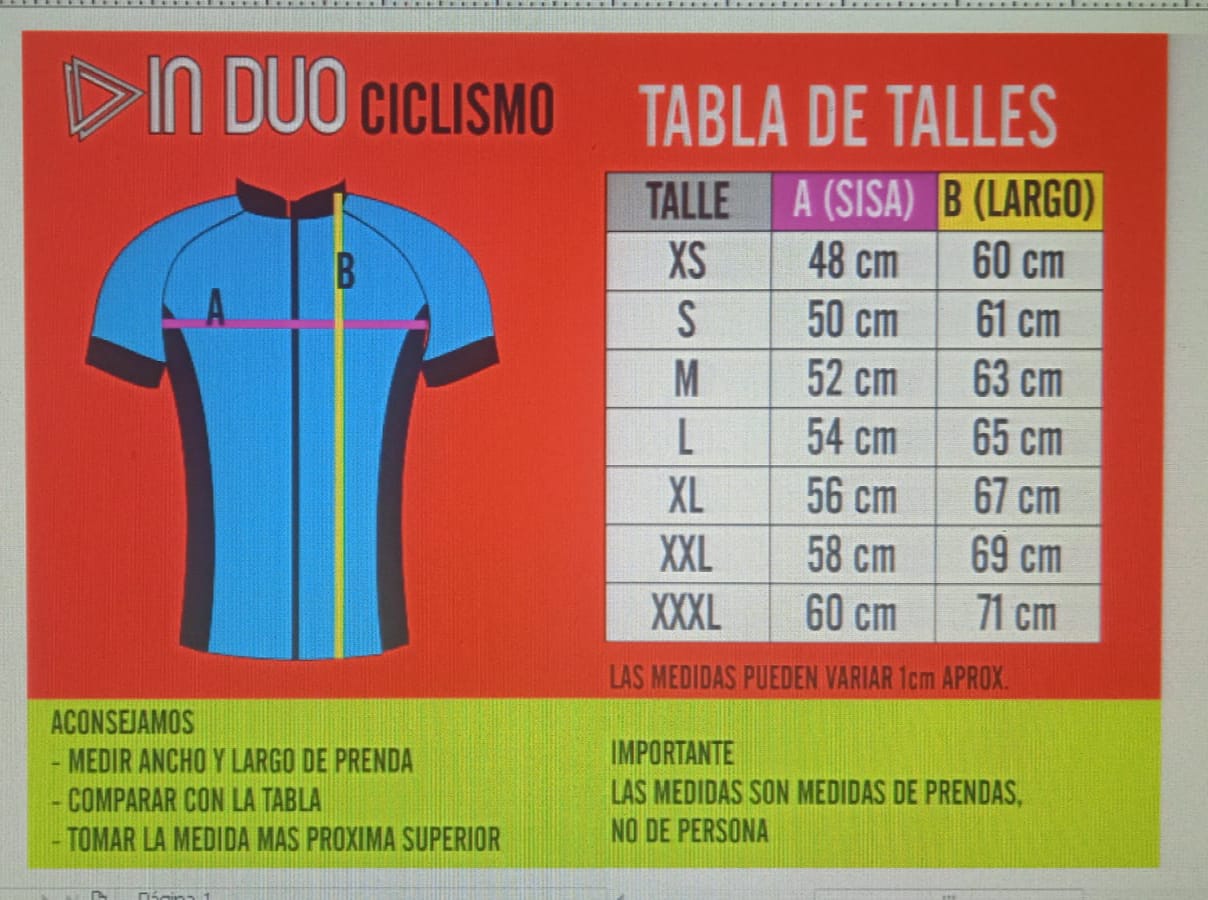 IN DUO CICLISMO
TABLA DE TALLES
TALLE A (SISA) B (LARGO)
XS 48 cm 60 cm
S 50 cm 61 cm
M 52 cm 63 cm
L 54 cm 65 cm
XL 56 cm 67 cm
XXL 58 cm 69 cm
XXXL 60 cm 71 cm
A
B
LAS MEDIDAS PUEDEN VARIAR 1cm APROX.
ACONSEJAMOS
- MEDIR ANCHO Y LARGO DE PRENDA
- COMPARAR CON LA TABLA
- TOMAR LA MEDIDA MAS PROXIMA SUPERIOR
IMPORTANTE
LAS MEDIDAS SON MEDIDAS DE PRENDAS,
NO DE PERSONA
Página 1